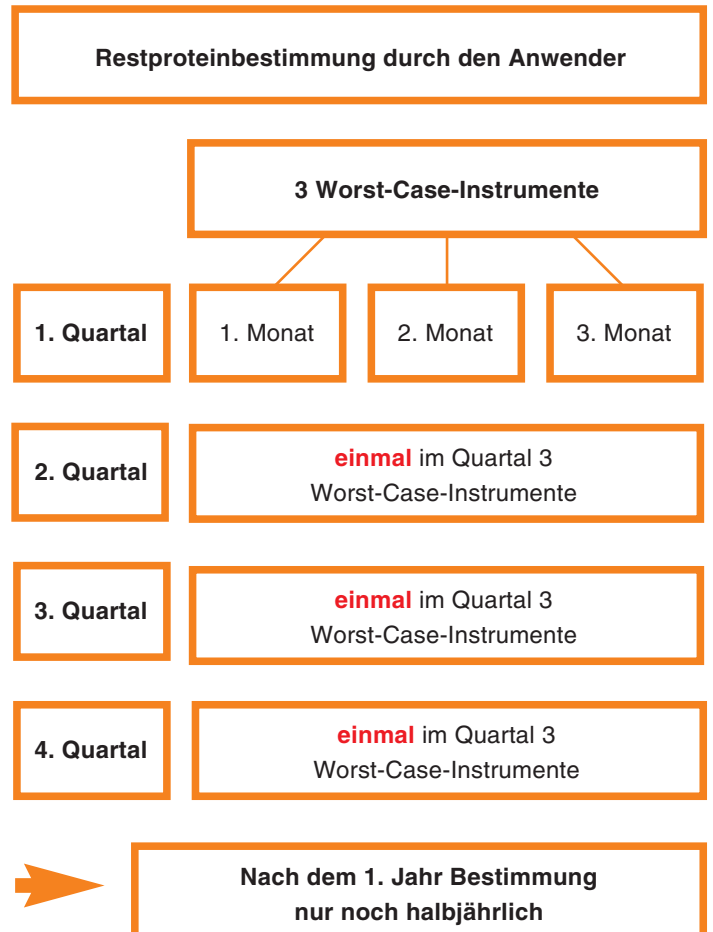 Restproteinbestimmung durch den Anwender
3 Worst-Case-Instrumente
1. Quartal
1. Monat
2. Monat
3. Monat
2. Quartal
einmal im Quartal 3
Worst-Case-Instrumente
3. Quartal
einmal im Quartal 3
Worst-Case-Instrumente
4. Quartal
einmal im Quartal 3
Worst-Case-Instrumente
Nach dem 1. Jahr Bestimmung
nur noch halbjährlich